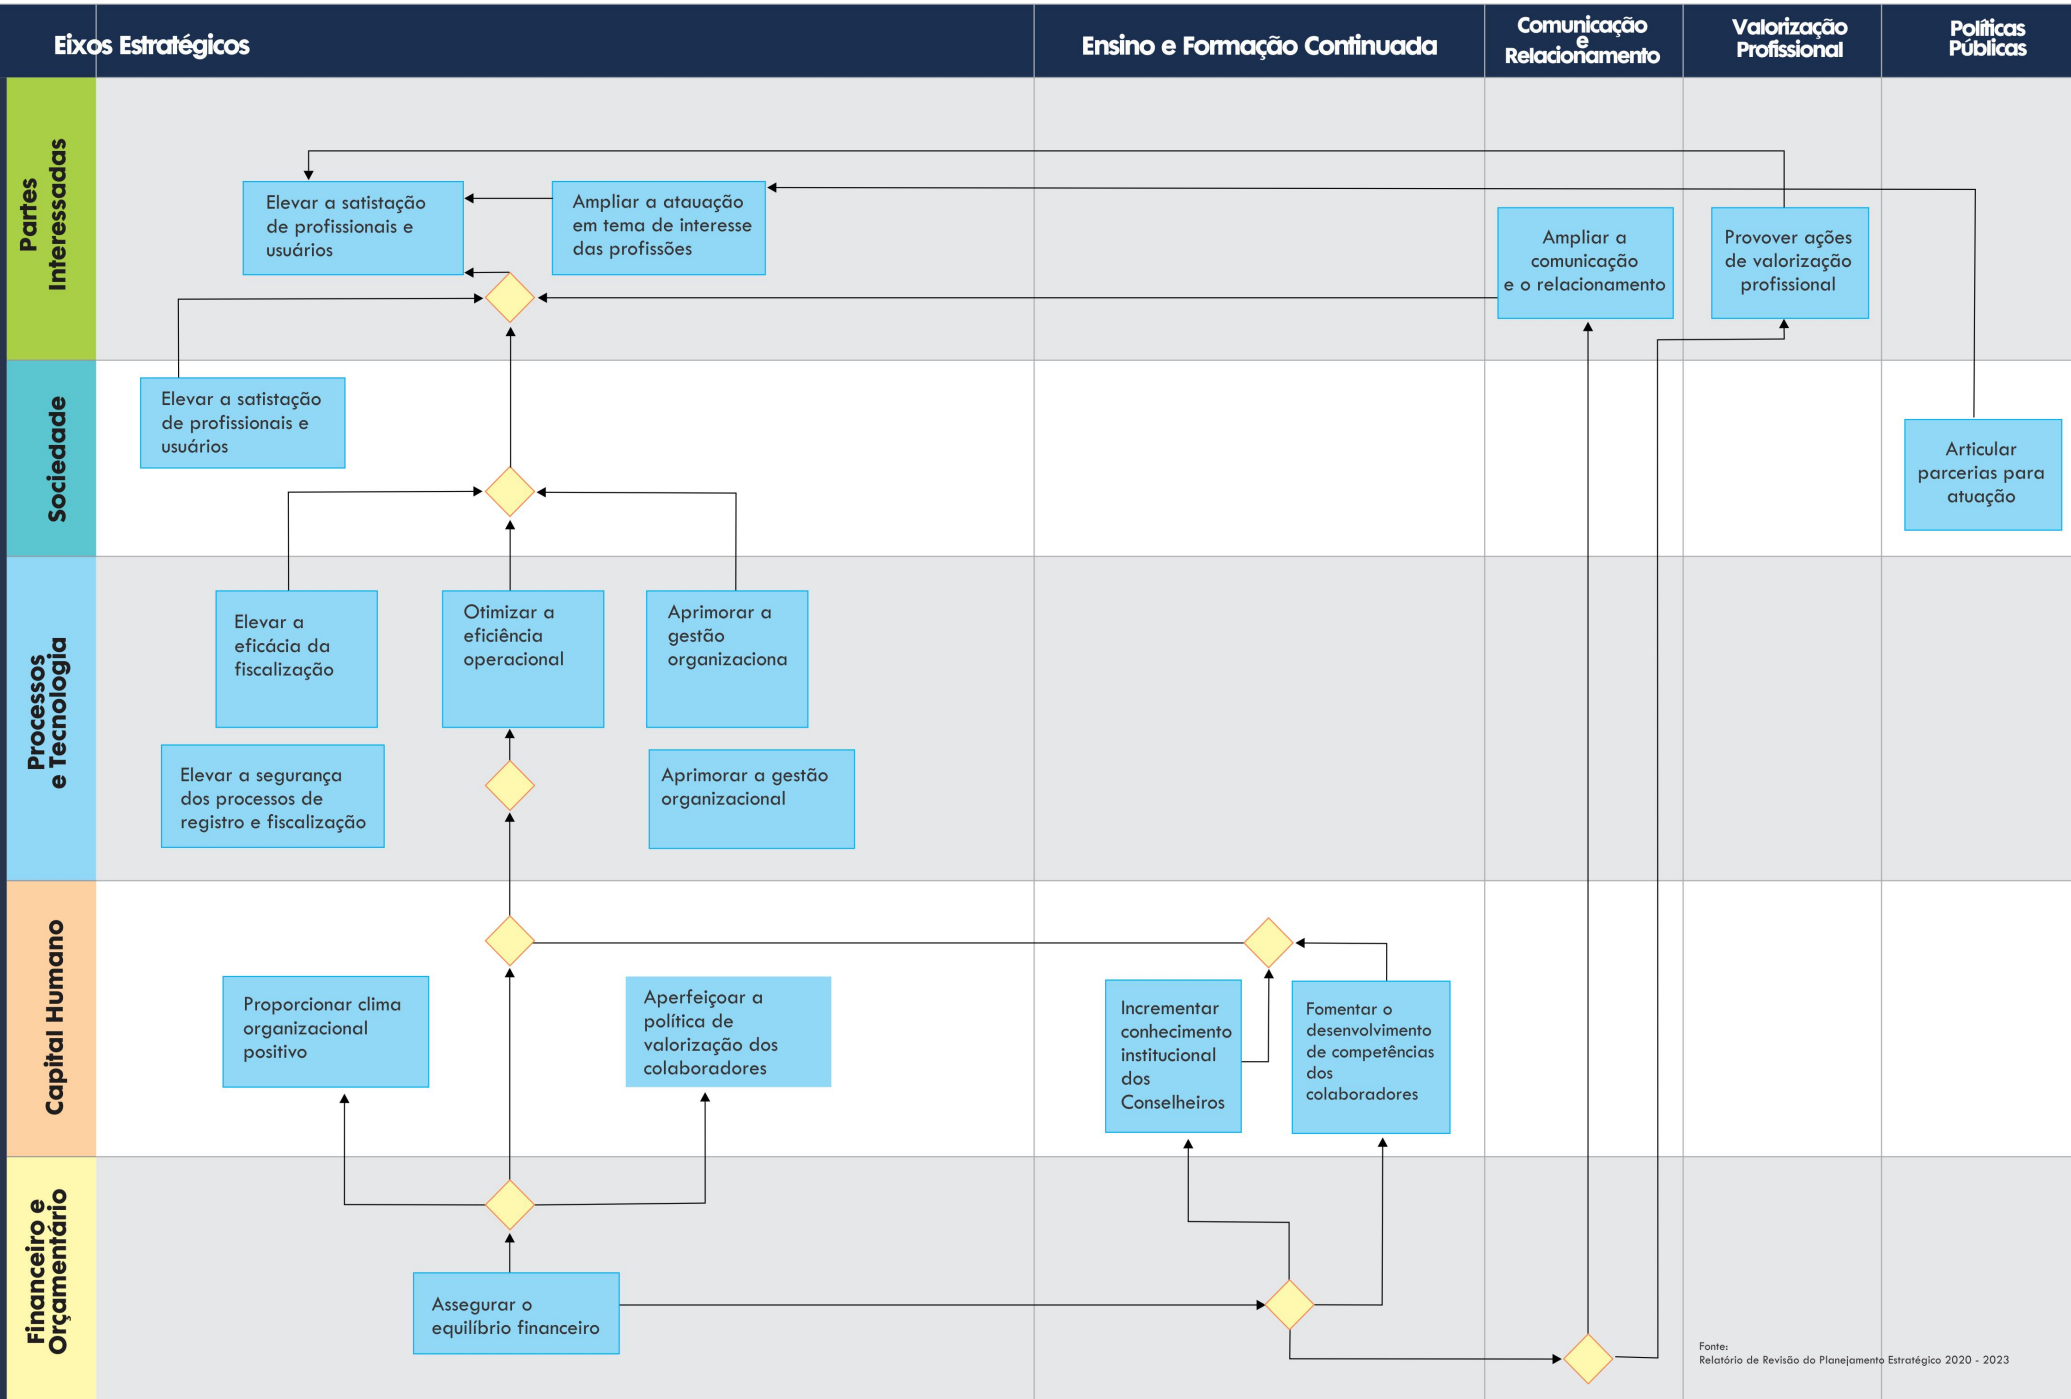 Eixos Estratégicos
Ensino e Formação Continuada
Comunicação
e
Relacionamento
Valorização
Profissional
Políticas
Públicas
Partes
Interessadas
Elevar a satistação
de profissionais e
usuários
Ampliar a atauação
em tema de interesse
das profissões
Ampliar a
comunicação
e o relacionamento
Provover ações
de valorização
profissional
Sociedade
Elevar a satistação
de profissionais e
usuários
Articular
parcerias para
atuação
Processos
e Tecnologia
Elevar a
eficácia da
fiscalização
Otimizar a
eficiência
operacional
Aprimorar a
gestão
organizaciona
Elevar a segurança
dos processos de
registro e fiscalização
Aprimorar a gestão
organizacional
Capital Humano
Proporcionar clima
organizacional
positivo
Aperfeiçoar a
política de
valorização dos
colaboradores
Incrementar
conhecimento
institucional
dos
Conselheiros
Fomentar o
desenvolvimento
de competências
dos
colaboradores
Financeiro e
Orçamentário
Assegurar o
equilíbrio financeiro
Fonte:
Relatório de Revisão do Planejamento Estratégico 2020 - 2023